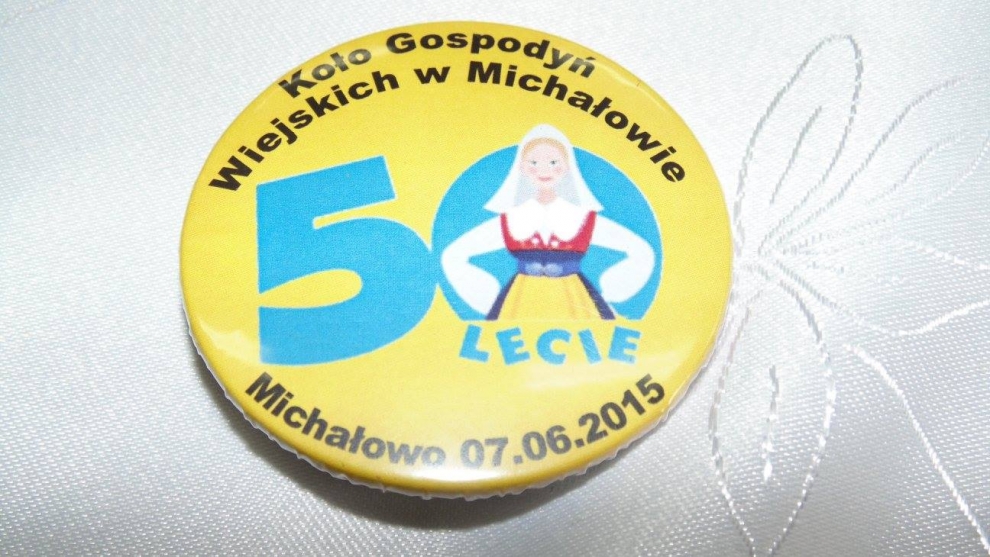 Koło Gospodyń
Wiejskich w Michałowie
50
LECIE
Michałowo 07.06.2015